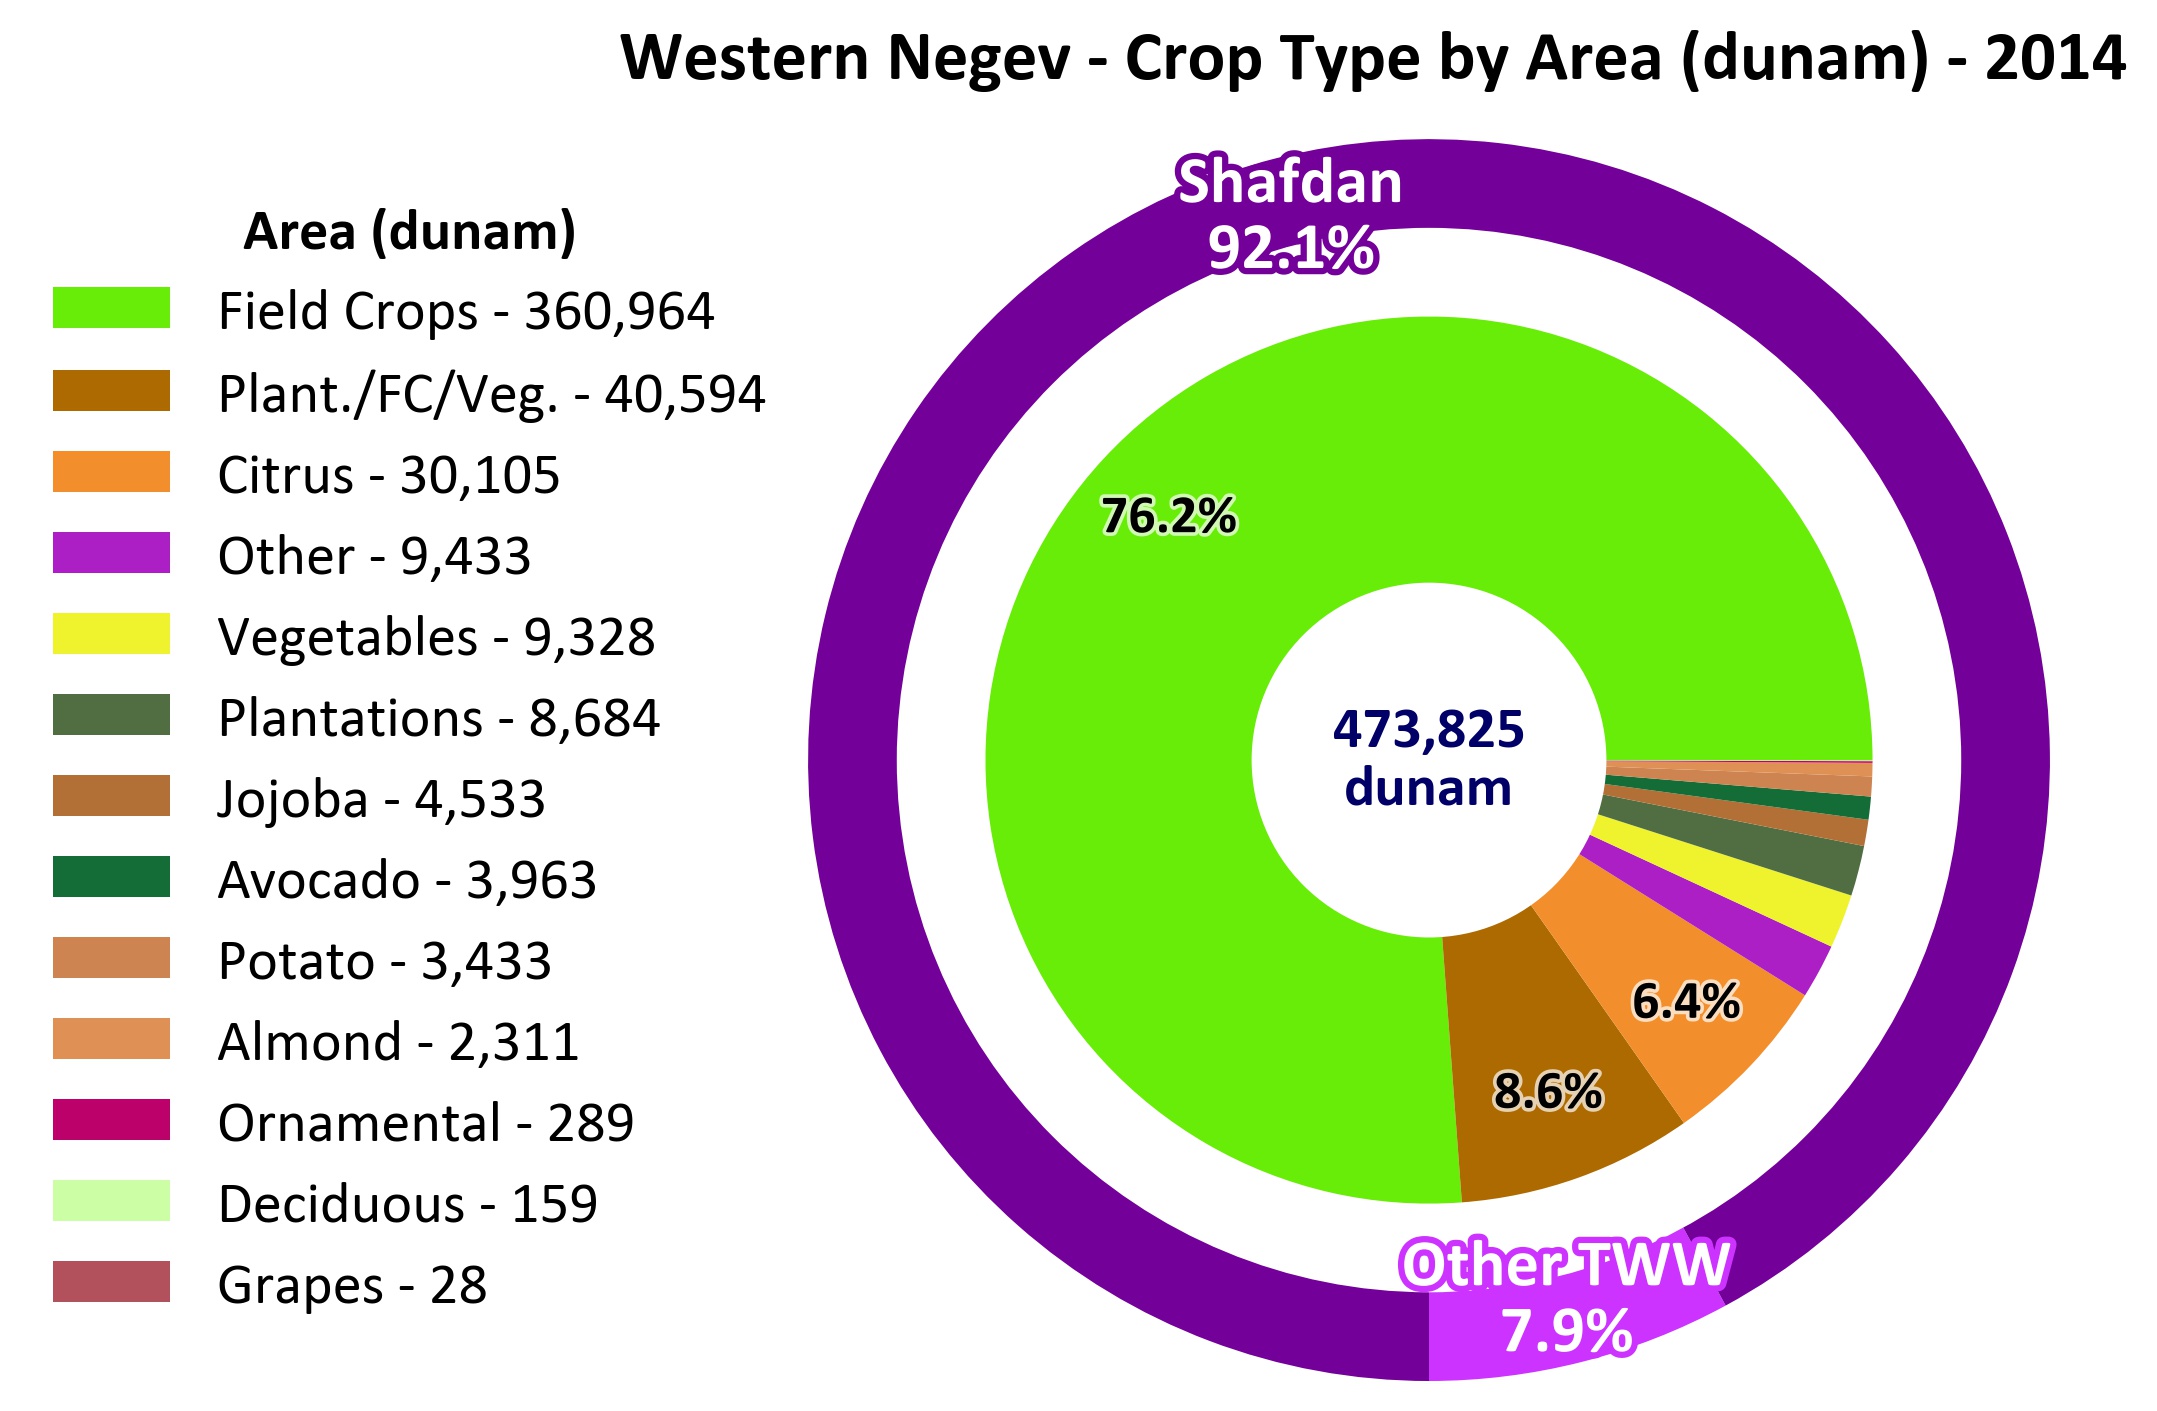 Western Negev - Crop Type by Area (dunam) - 2014
Area (dunam)
Field Crops - 360,964
Plant./FC/Veg. - 40,594
Citrus - 30,105
Other - 9,433
Vegetables - 9,328
Plantations - 8,684
Jojoba - 4,533
Avocado - 3,963
Potato - 3,433
Almond - 2,311
Ornamental - 289
Deciduous - 159
Grapes - 28
Shafdan
92.1%
76.2%
473,825
dunam
6.4%
8.6%
Other TWW
7.9%